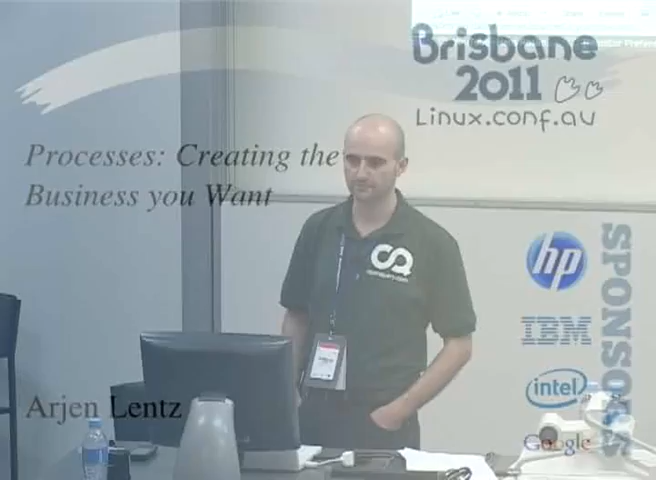 Brisbane
2011
Linux.conf.au
Processes: Creating the
Business you Want
hp
IBM
intel
Google
SPONSORS
Arjen Lentz